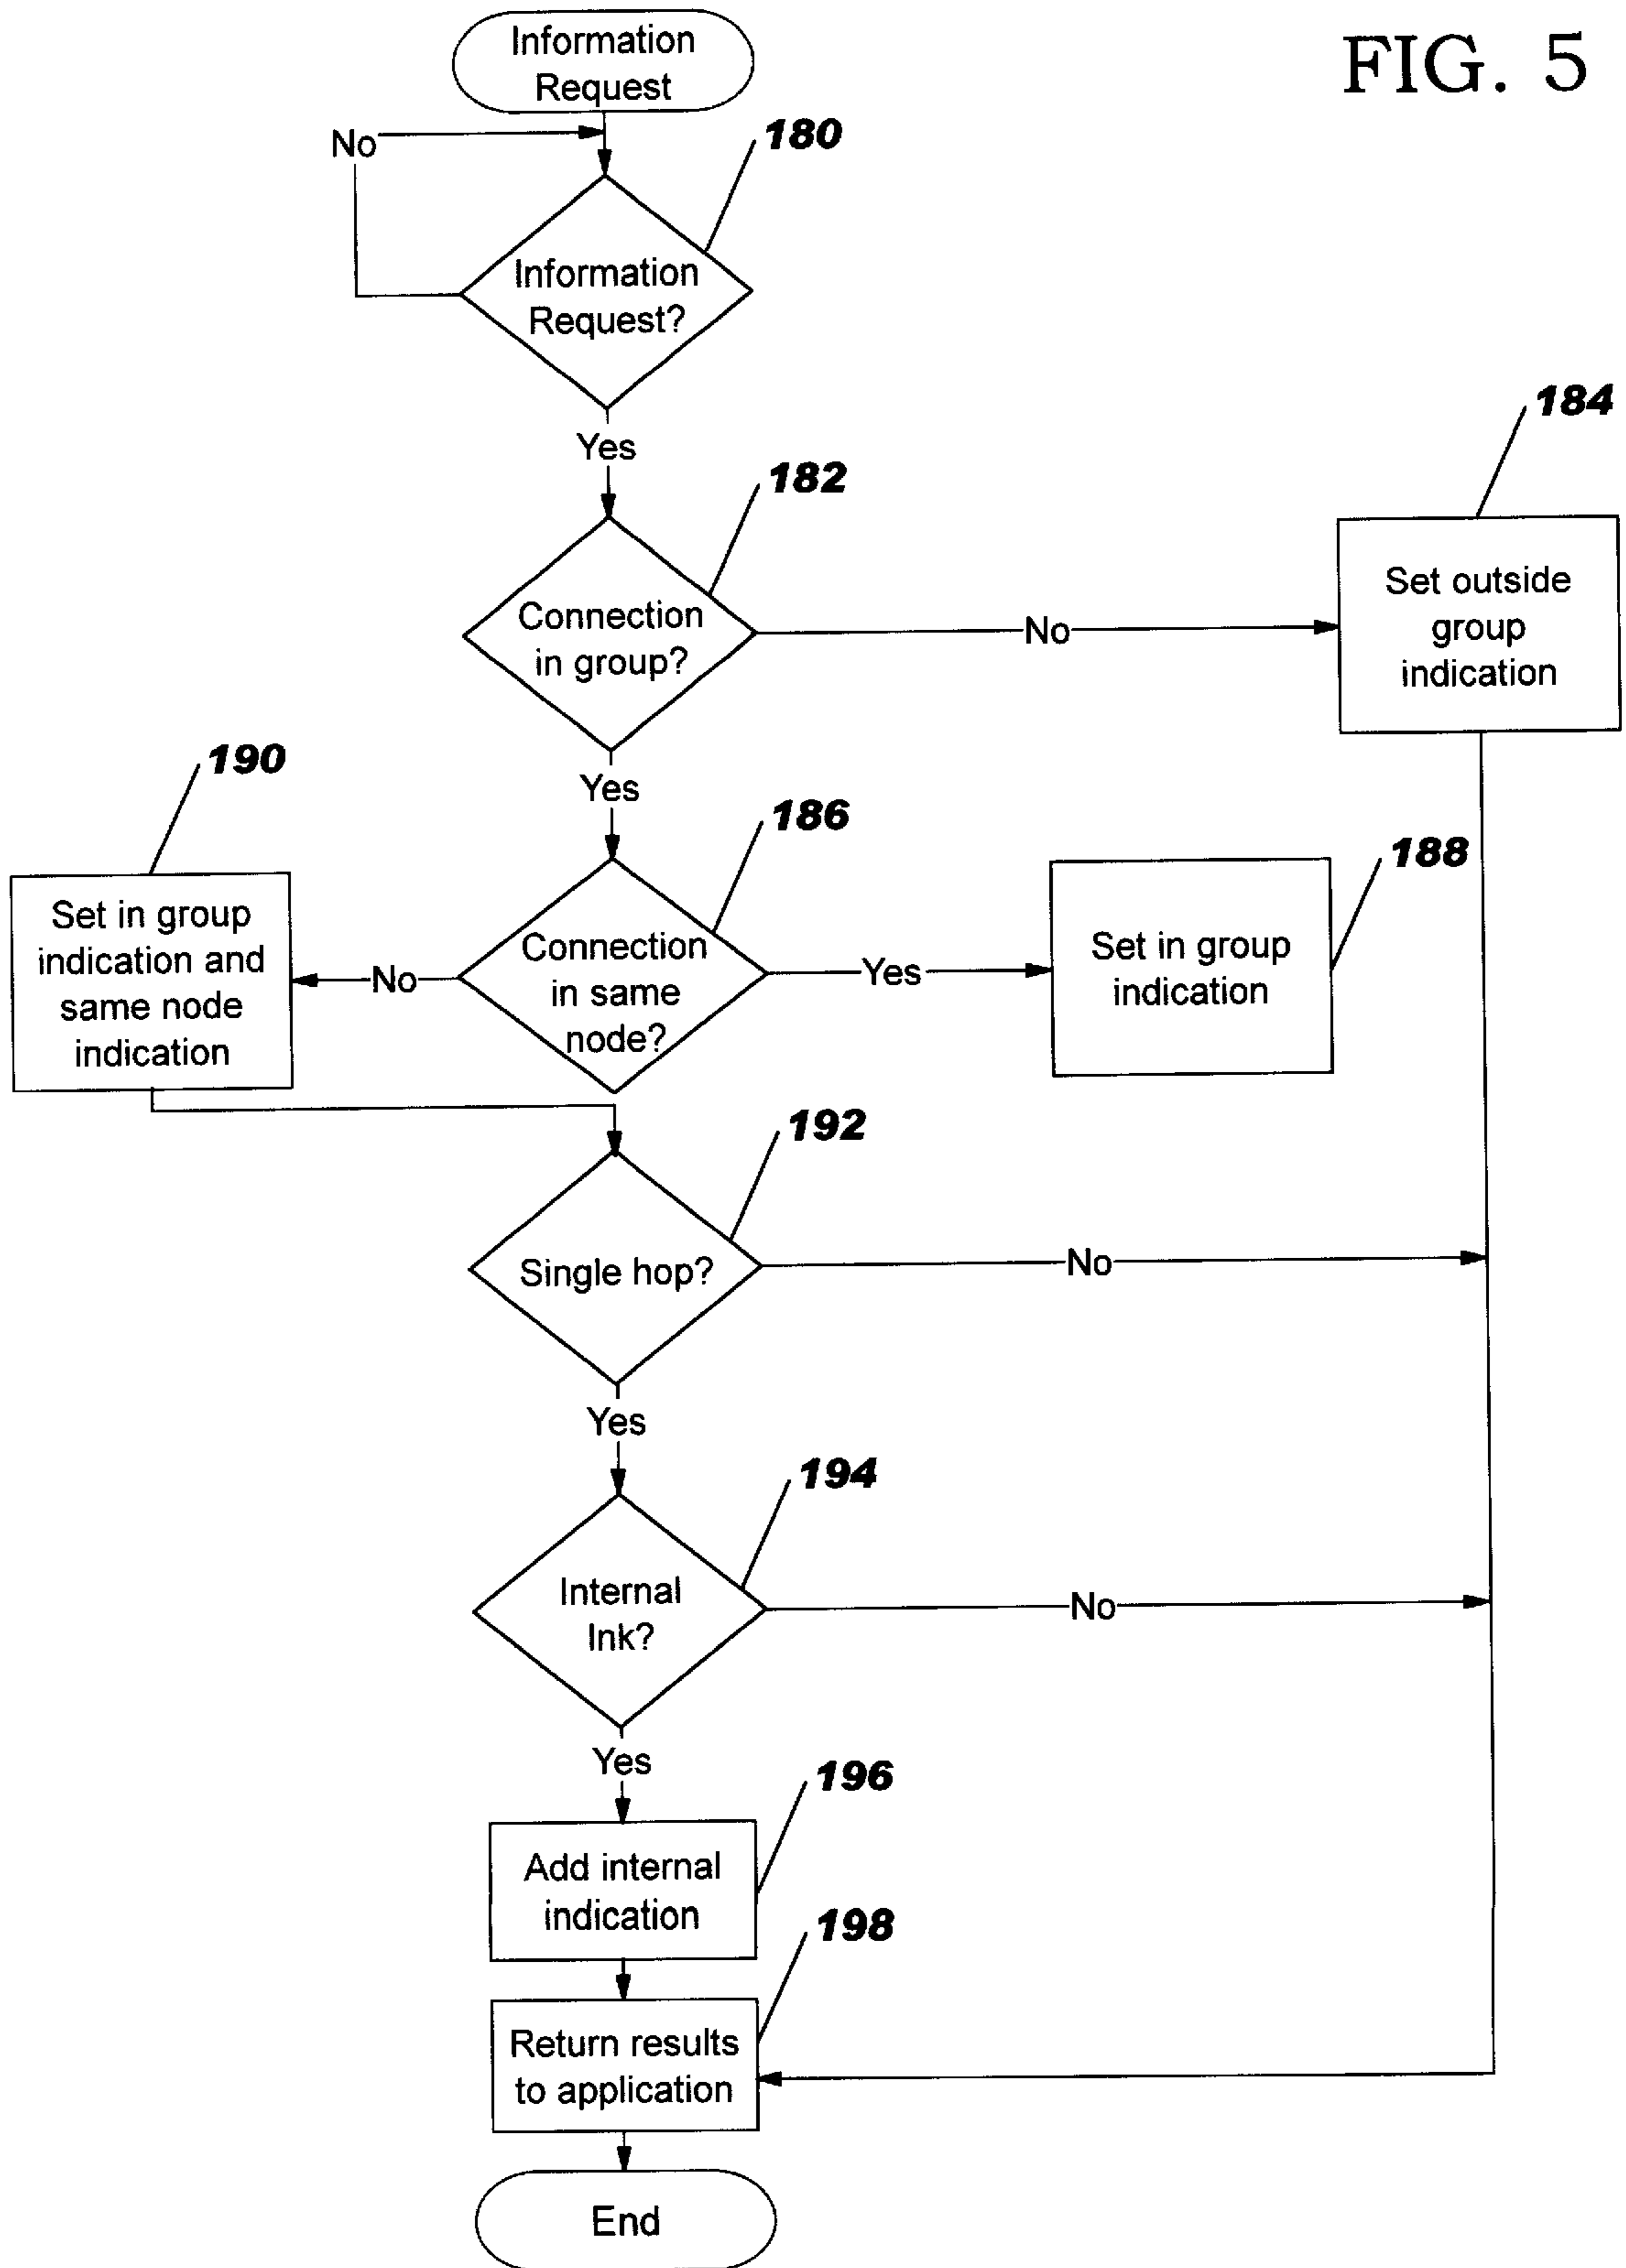 FIG. 5
Information
Request
No
180
Information
Request?
Yes
184
182
Connection
in group?
No
Set outside
group
indication
190
Yes
186
188
Set in group
indication and
same node
indication
No
Connection
in same
node?
Yes
Set in group
indication
192
Single hop?
No
Yes
194
Internal
lnk?
No
Yes
196
Add internal
indication
198
Return results
to application
End